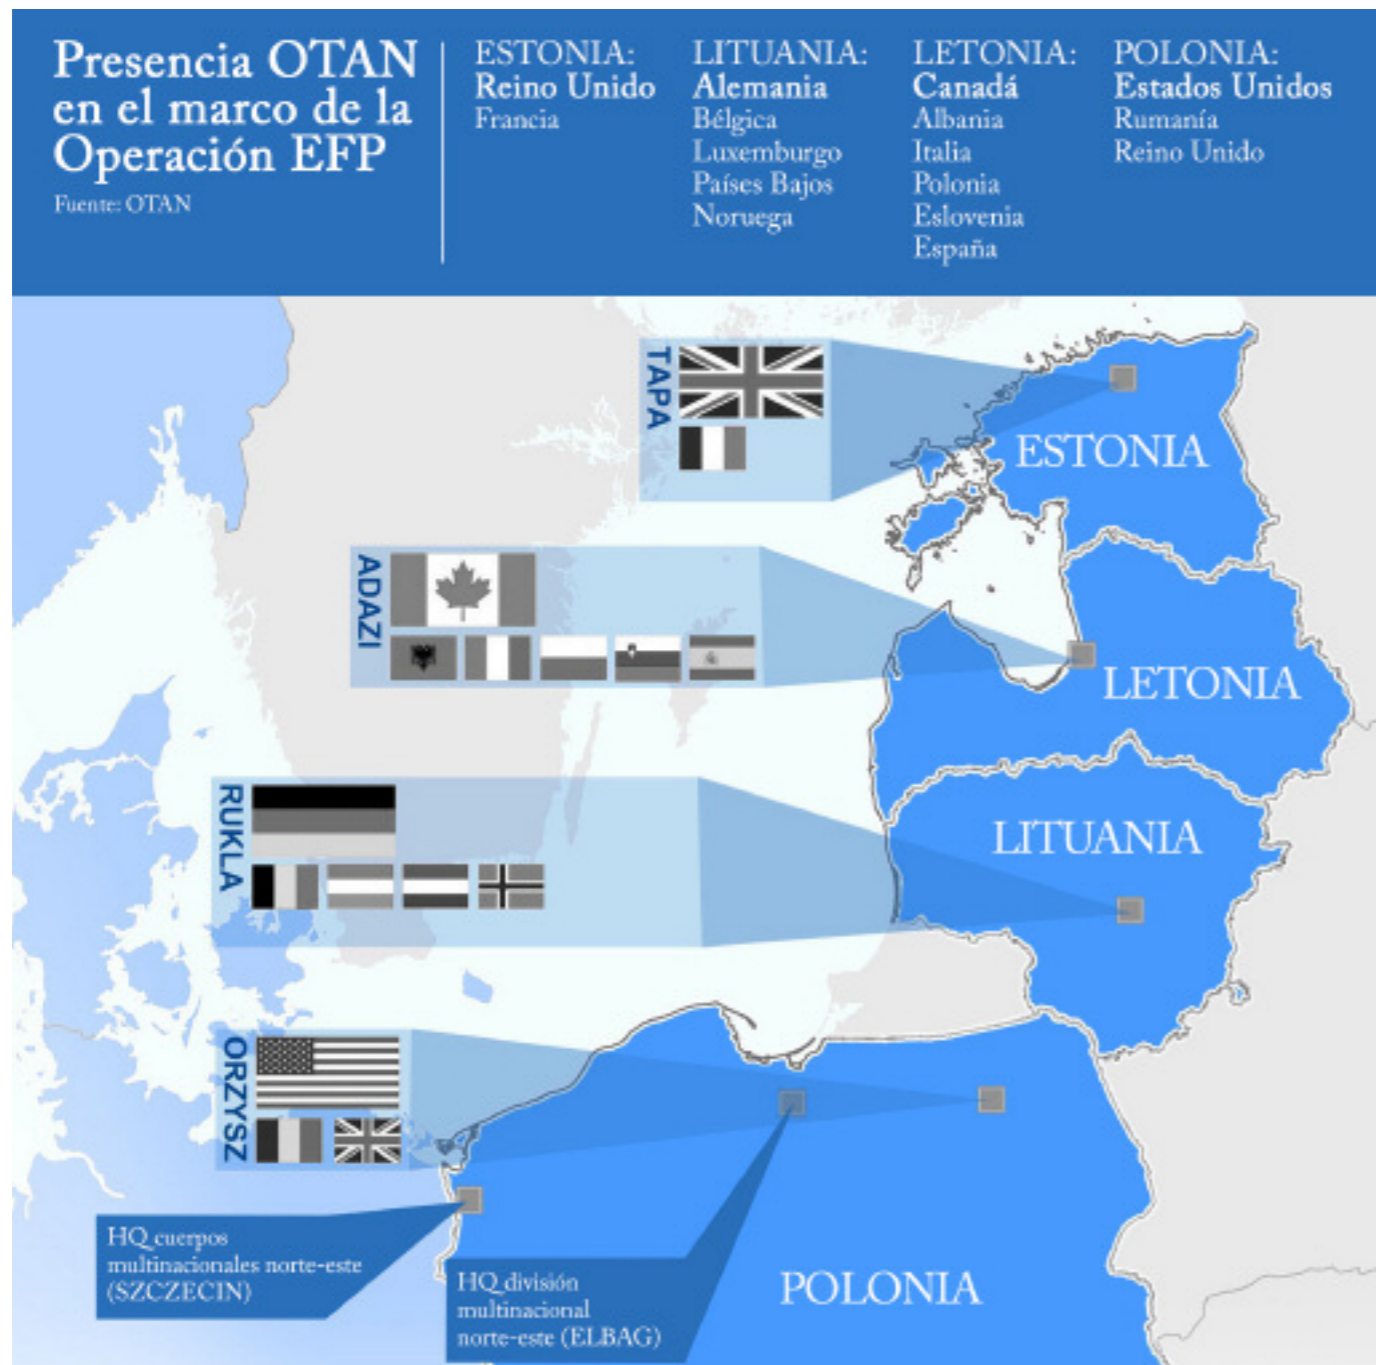 Presencia OTAN
en el marco de la
Operación EFP
Fuente: OTAN
ESTONIA:
Reino Unido
Francia
LITUANIA:
Alemania
Bélgica
Luxemburgo
Países Bajos
Noruega
LETONIA:
Canadá
Albania
Italia
Polonia
Eslovenia
España
POLONIA:
Estados Unidos
Rumanía
Reino Unido
TAPA
ESTONIA
ADAZI
LETONIA
RUKLA
LITUANIA
ORZYSZ
HQ cuerpos
multinacionales norte-este
(SZCZECIN)
HQ división
multinacional
norte-este (ELBAG)
POLONIA